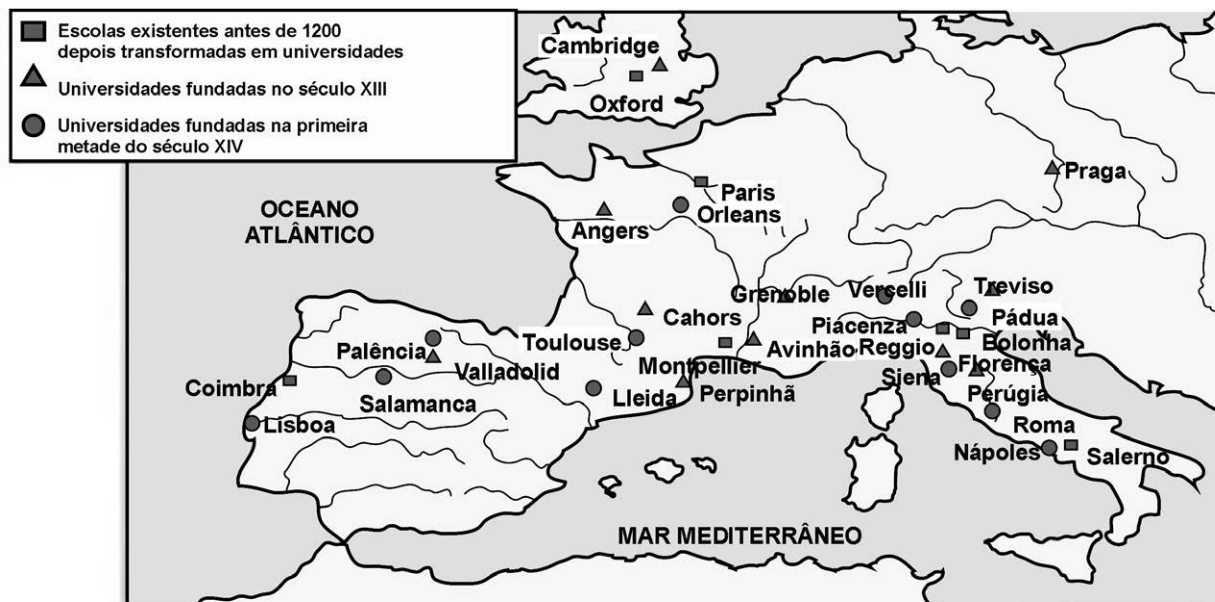 Escolas existentes antes de 1200
depois transformadas em universidades
Universidades fundadas no século XIII
Universidades fundadas na primeira
metade do século XIV
Cambridge
Oxford
Praga
Paris
Orleans
OCEANO
ATLÂNTICO
Angers
Grenoble
Vercelli
Treviso
Cahors
Piácenza
Pádua
Toulouse
Palência
Avinhão
Reggio
Bolonha
Montpellier
Florença
Valladolid
Siena
Coimbra
Perpinhã
Perúgia
Lleida
Salamanca
Lisboa
Roma
Nápoles
Salerno
MAR MEDITERRÂNEO